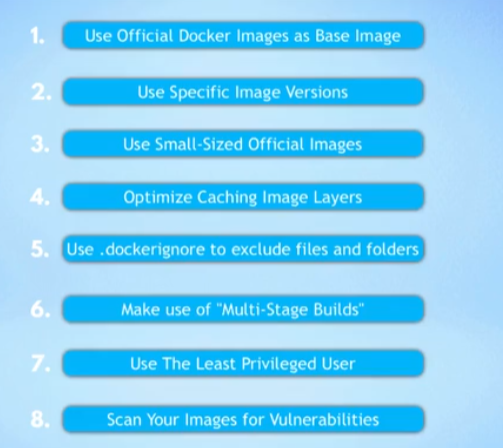 1. Use Official Docker Images as Base Image
2. Use Specific Image Versions
3. Use Small-Sized Official Images
4. Optimize Caching Image Layers
5. Use .dockerignore to exclude files and folders
6. Make use of "Multi-Stage Builds"
7. Use The Least Privileged User
8. Scan Your Images for Vulnerabilities